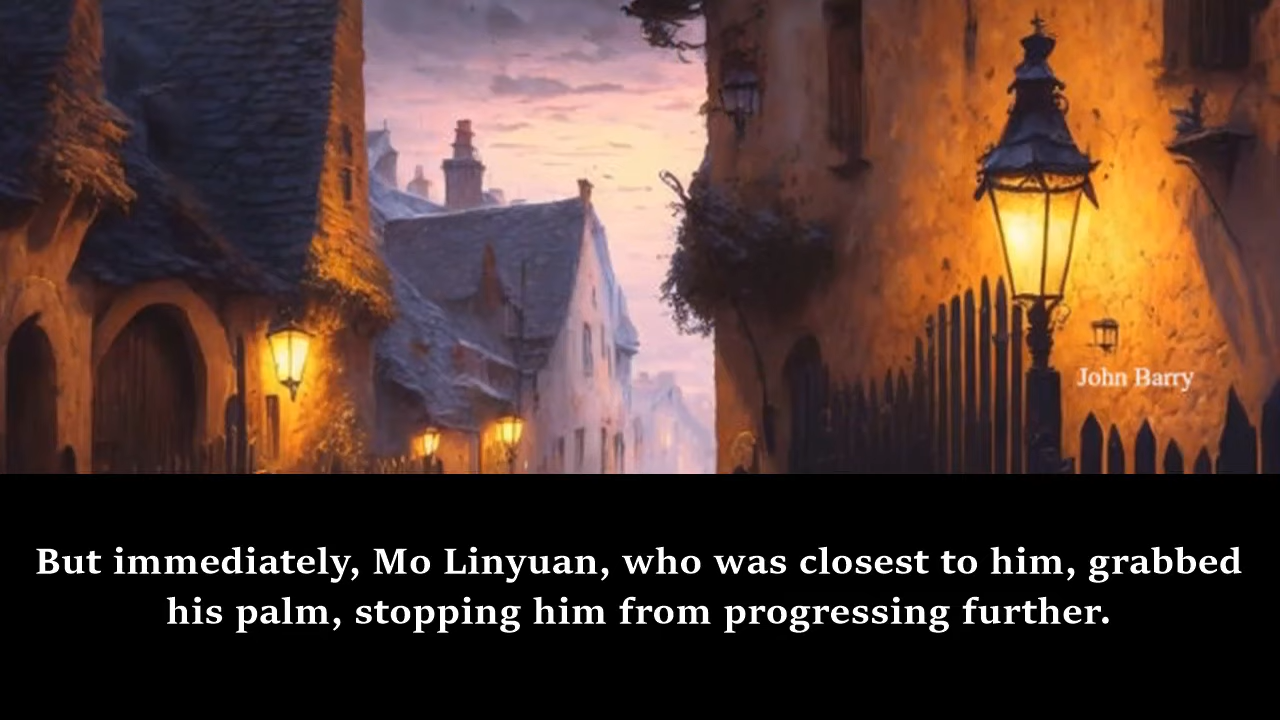 John Barry
But immediately, Mo Linyuan, who was closest to him, grabbed
his palm, stopping him from progressing further.